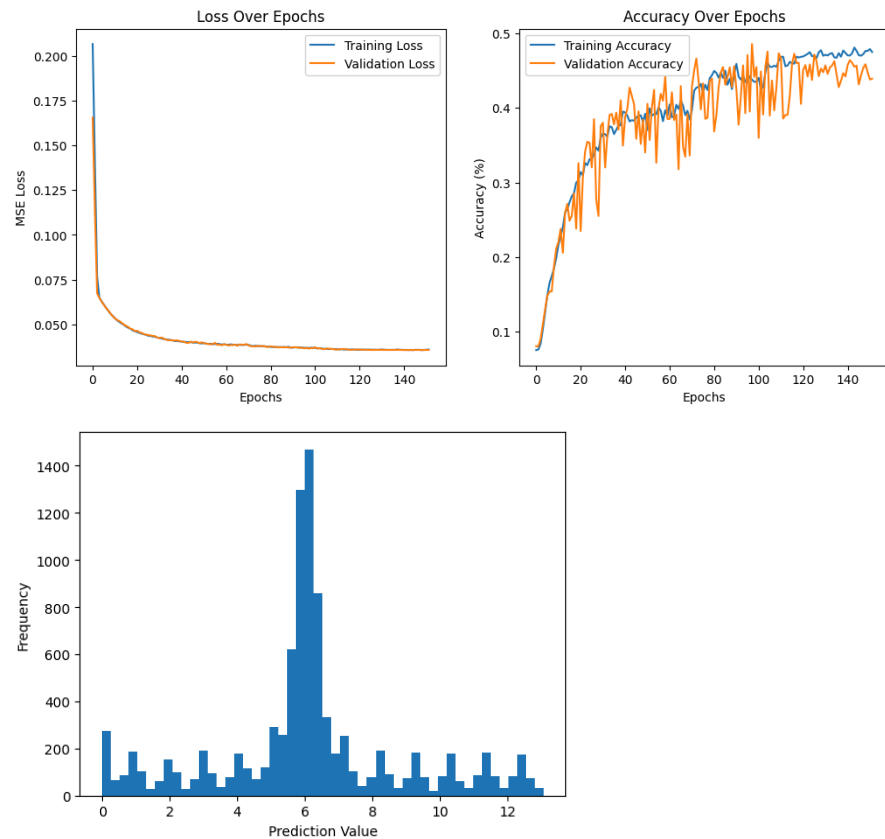 Loss Over Epochs
Training Loss
Validation Loss
0.200
0.175
0.150
0.125
0.100
0.075
0.050
MSE Loss
0 20 40 60 80 100 120 140
Epochs
Accuracy Over Epochs
Training Accuracy
Validation Accuracy
0.5
0.4
0.3
0.2
0.1
Accuracy (%)
0 20 40 60 80 100 120 140
Epochs
1400
1200
1000
800
600
400
200
0
Frequency
0 2 4 6 8 10 12
Prediction Value